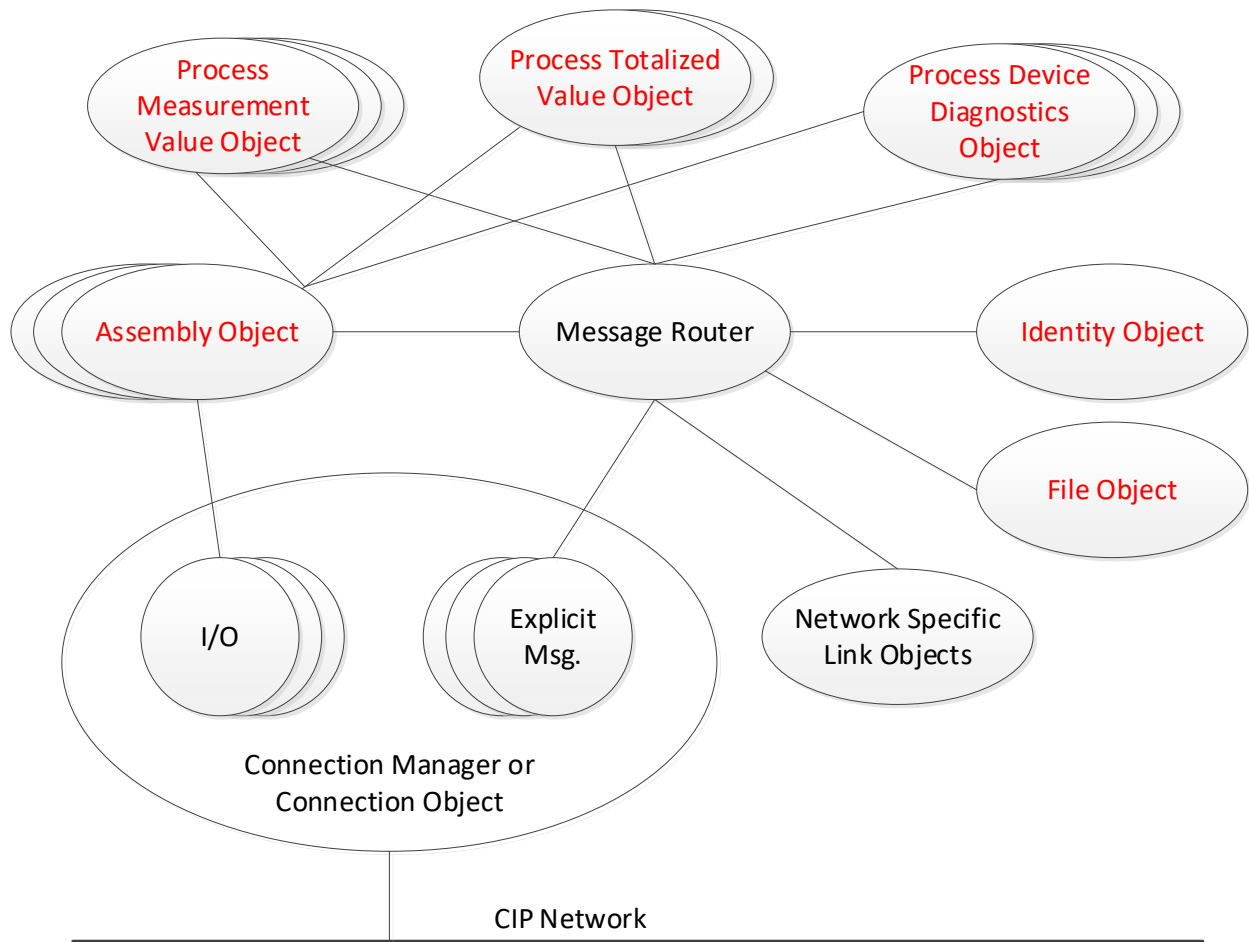 Process
Measurement
Value Object
Process Totalized
Value Object
Process Device
Diagnostics
Object
Assembly Object
Message Router
Identity Object
File Object
I/O
Explicit
Msg.
Network Specific
Link Objects
Connection Manager or
Connection Object
CIP Network